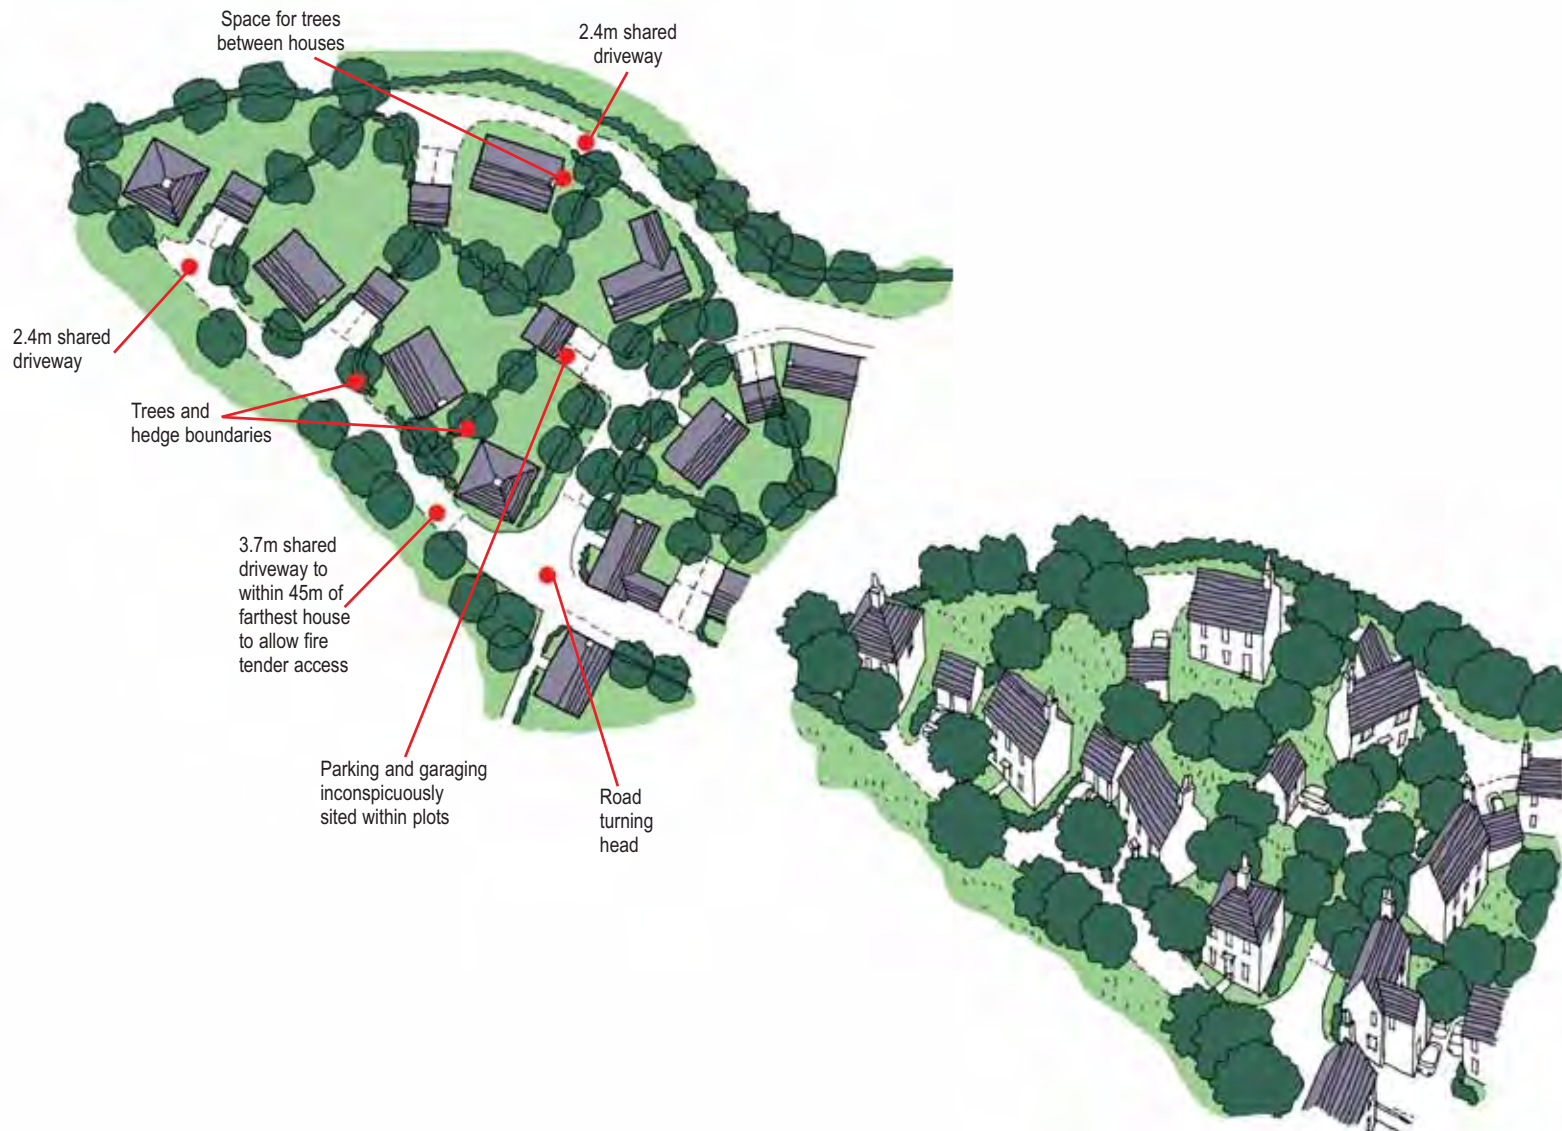 Space for trees
between houses
2.4m shared
driveway
2.4m shared
driveway
Trees and
hedge boundaries
3.7m shared
driveway to
within 45m of
farthest house
to allow fire
tender access
Parking and garaging
inconspicuously
sited within plots
Road
turning
head